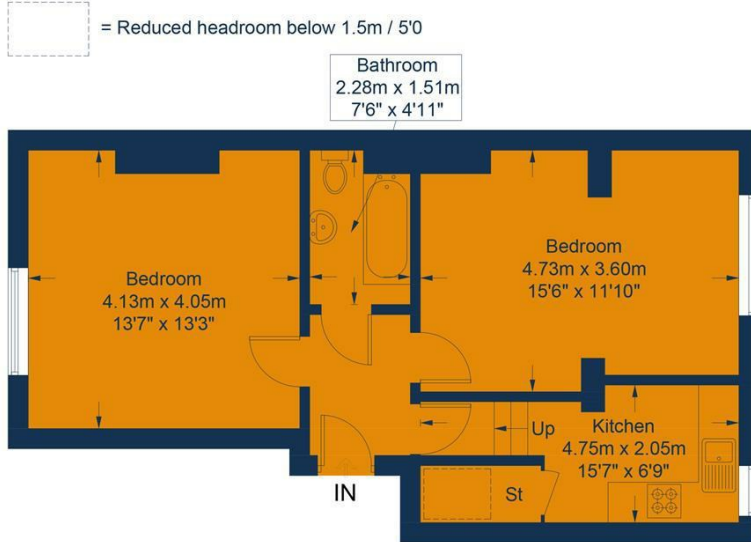 = Reduced headroom below 1.5m / 5'0
Bathroom
2.28m x 1.51m
7'6" x 4'11"
Bedroom
4.13m x 4.05m
13'7" x 13'3"
Bedroom
4.73m x 3.60m
15'6" x 11'10"
Up
Kitchen
4.75m x 2.05m
15'7" x 6'9"
IN
St